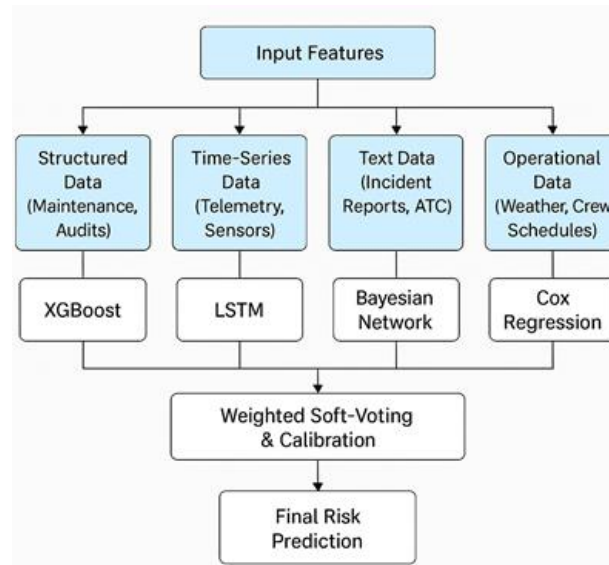 Input Features
Structured
Data
(Maintenance,
Audits)
Time-Series
Data
(Telemetry,
Sensors)
Text Data
(Incident
Reports, ATC)
Operational
Data
(Weather, Crew
Schedules)
XGBoost
LSTM
Bayesian
Network
Cox
Regression
Weighted Soft-Voting
& Calibration
Final Risk
Prediction